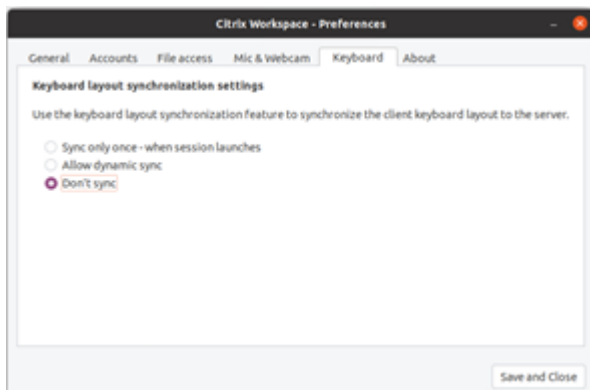 Citrix Workspace - Preferences
General Accounts File access Mic & Webcam Keyboard About
Keyboard layout synchronization settings
Use the keyboard layout synchronization feature to synchronize the client keyboard layout to the server.
Sync only once - when session launches
Allow dynamic sync
Don't sync
Save and Close